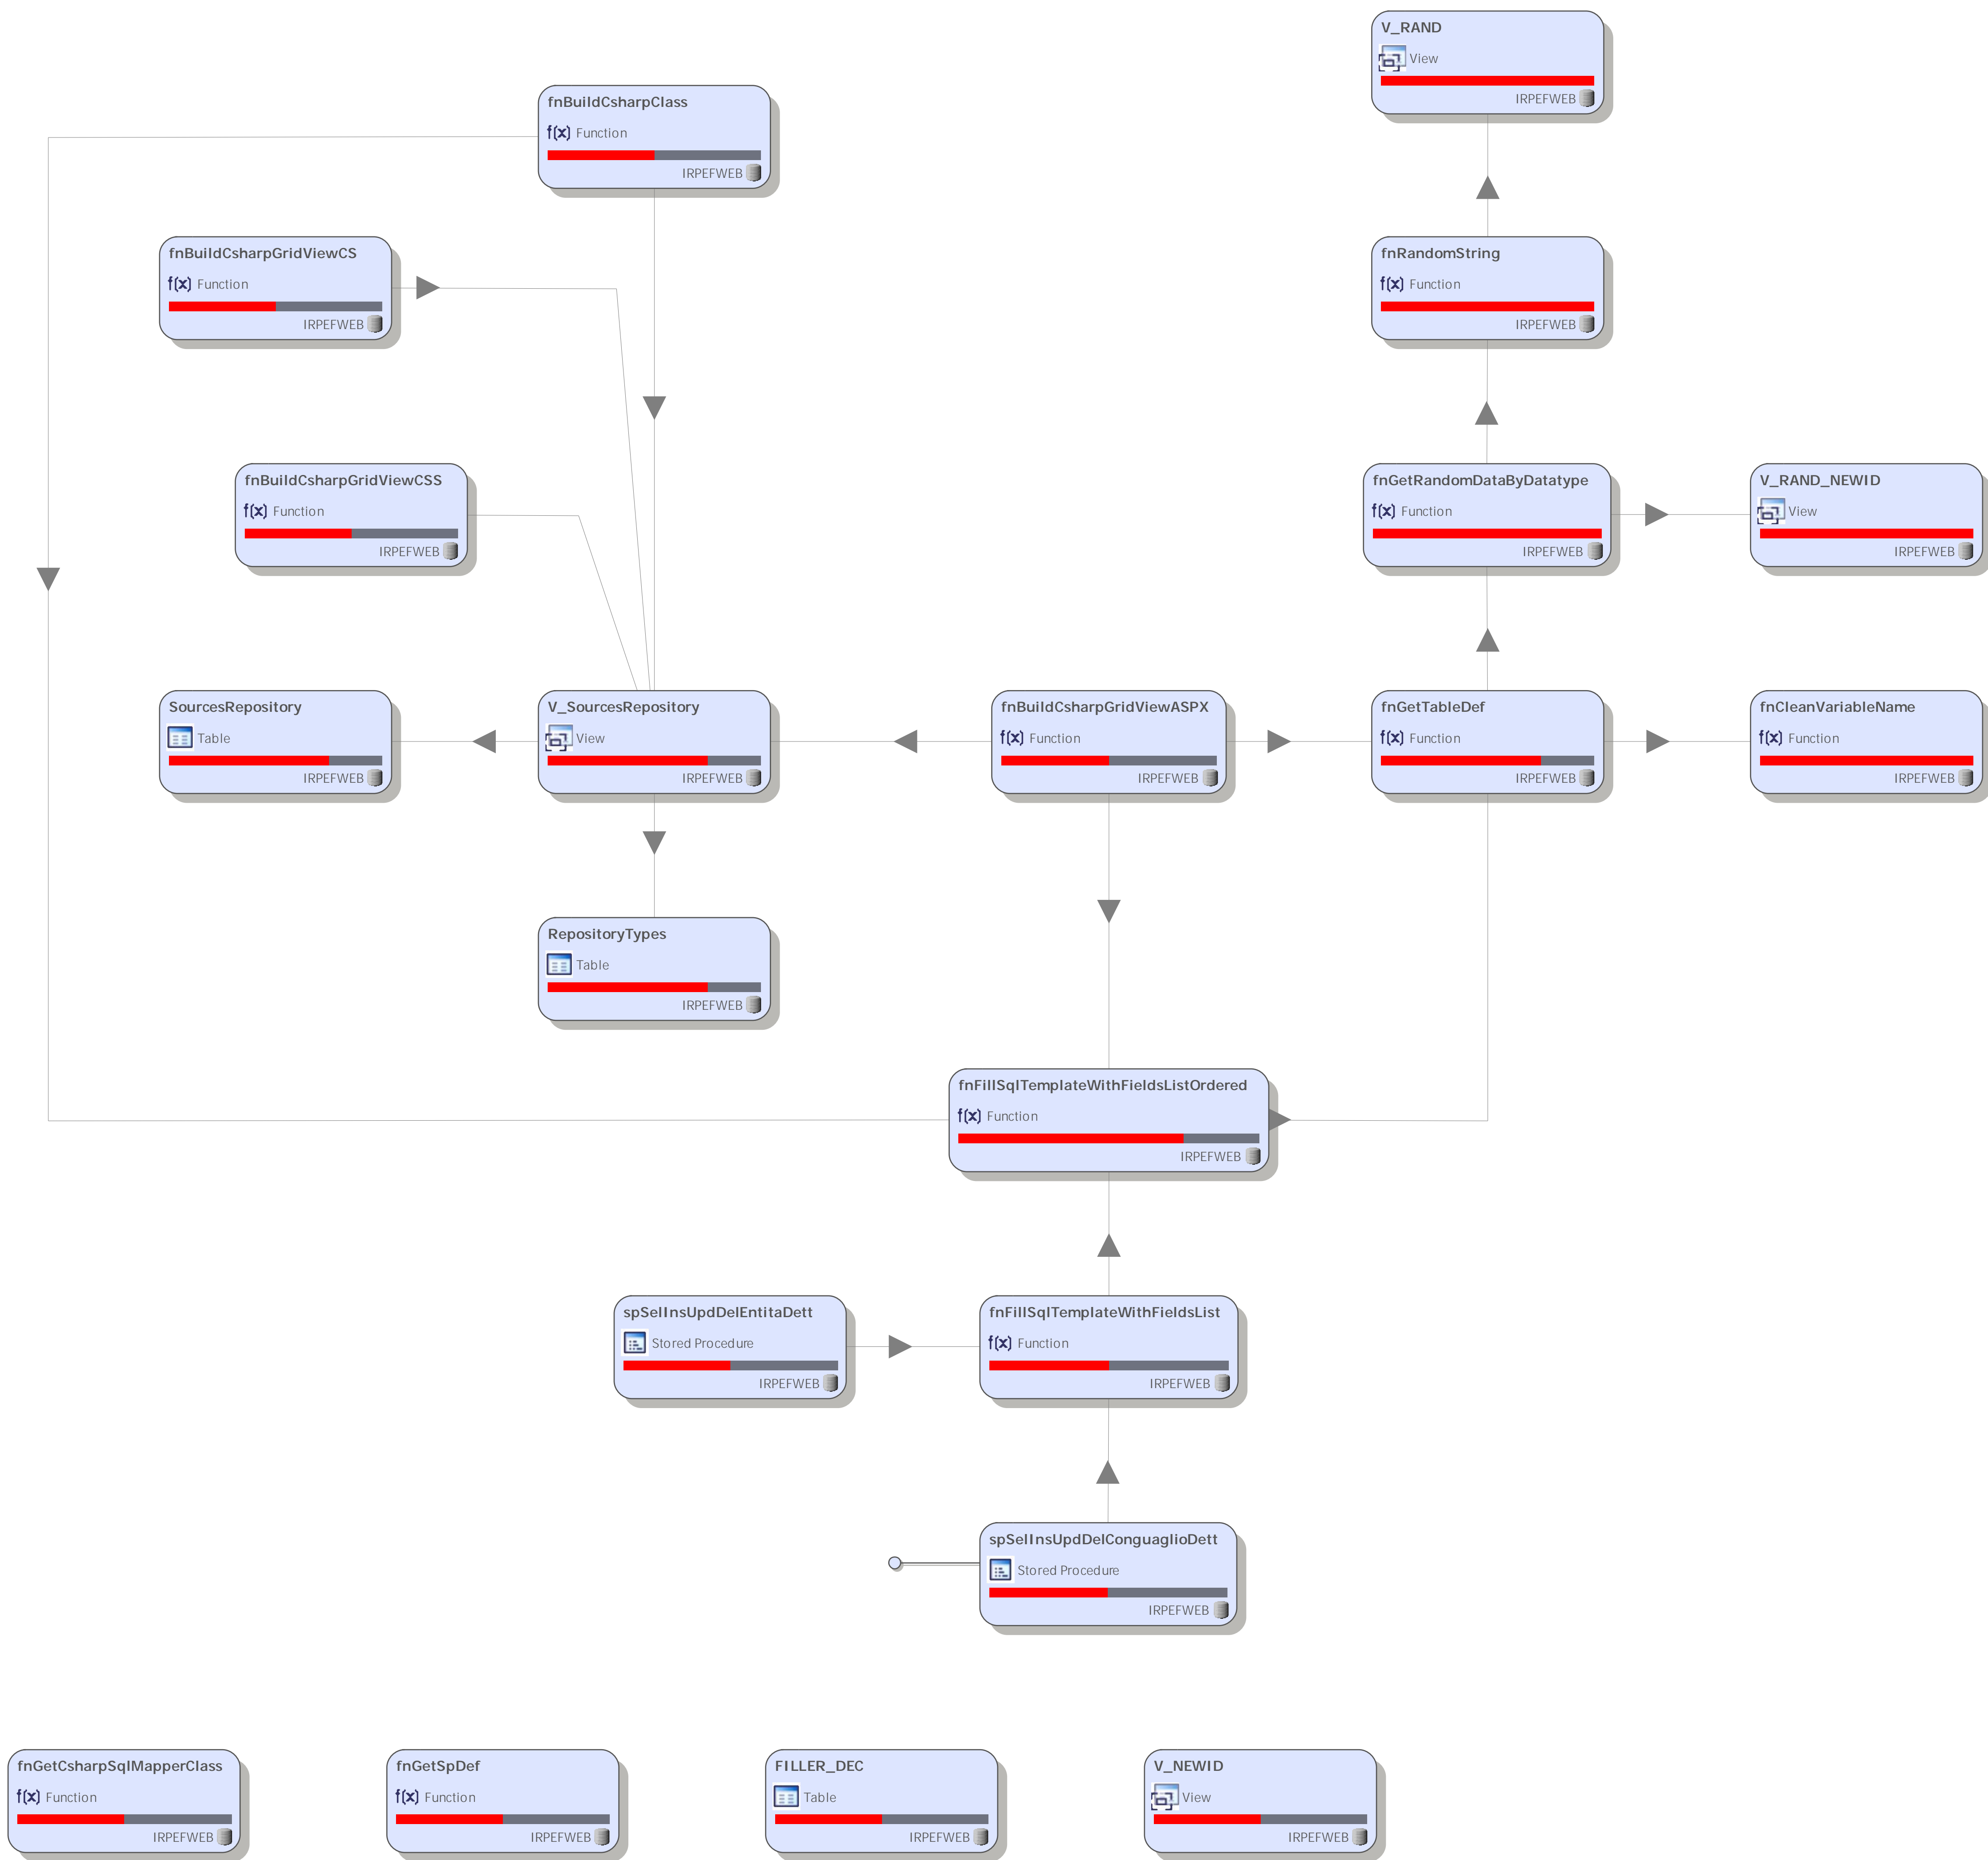 V_RAND
View
IRPEFWEB
fnBuildCsharpClass
f(x) Function
IRPEFWEB
fnBuildCsharpGridViewCS
f(x) Function
IRPEFWEB
fnRandomString
f(x) Function
IRPEFWEB
fnBuildCsharpGridViewCSS
f(x) Function
IRPEFWEB
fnGetRandomDataByDatatype
f(x) Function
IRPEFWEB
V_RAND_NEWID
View
IRPEFWEB
SourcesRepository
Table
IRPEFWEB
V_SourcesRepository
View
IRPEFWEB
fnBuildCsharpGridViewASPX
f(x) Function
IRPEFWEB
fnGetTableDef
f(x) Function
IRPEFWEB
fnCleanVariableName
f(x) Function
IRPEFWEB
RepositoryTypes
Table
IRPEFWEB
fnFillSqlTemplateWithFieldsListOrdered
f(x) Function
IRPEFWEB
spSelInsUpdDelEntitaDett
Stored Procedure
IRPEFWEB
fnFillSqlTemplateWithFieldsList
f(x) Function
IRPEFWEB
spSelInsUpdDelConguaglioDett
Stored Procedure
IRPEFWEB
fnGetCsharpSqlMapperClass
f(x) Function
IRPEFWEB
fnGetSpDef
f(x) Function
IRPEFWEB
FILLER_DEC
Table
IRPEFWEB
V_NEWID
View
IRPEFWEB